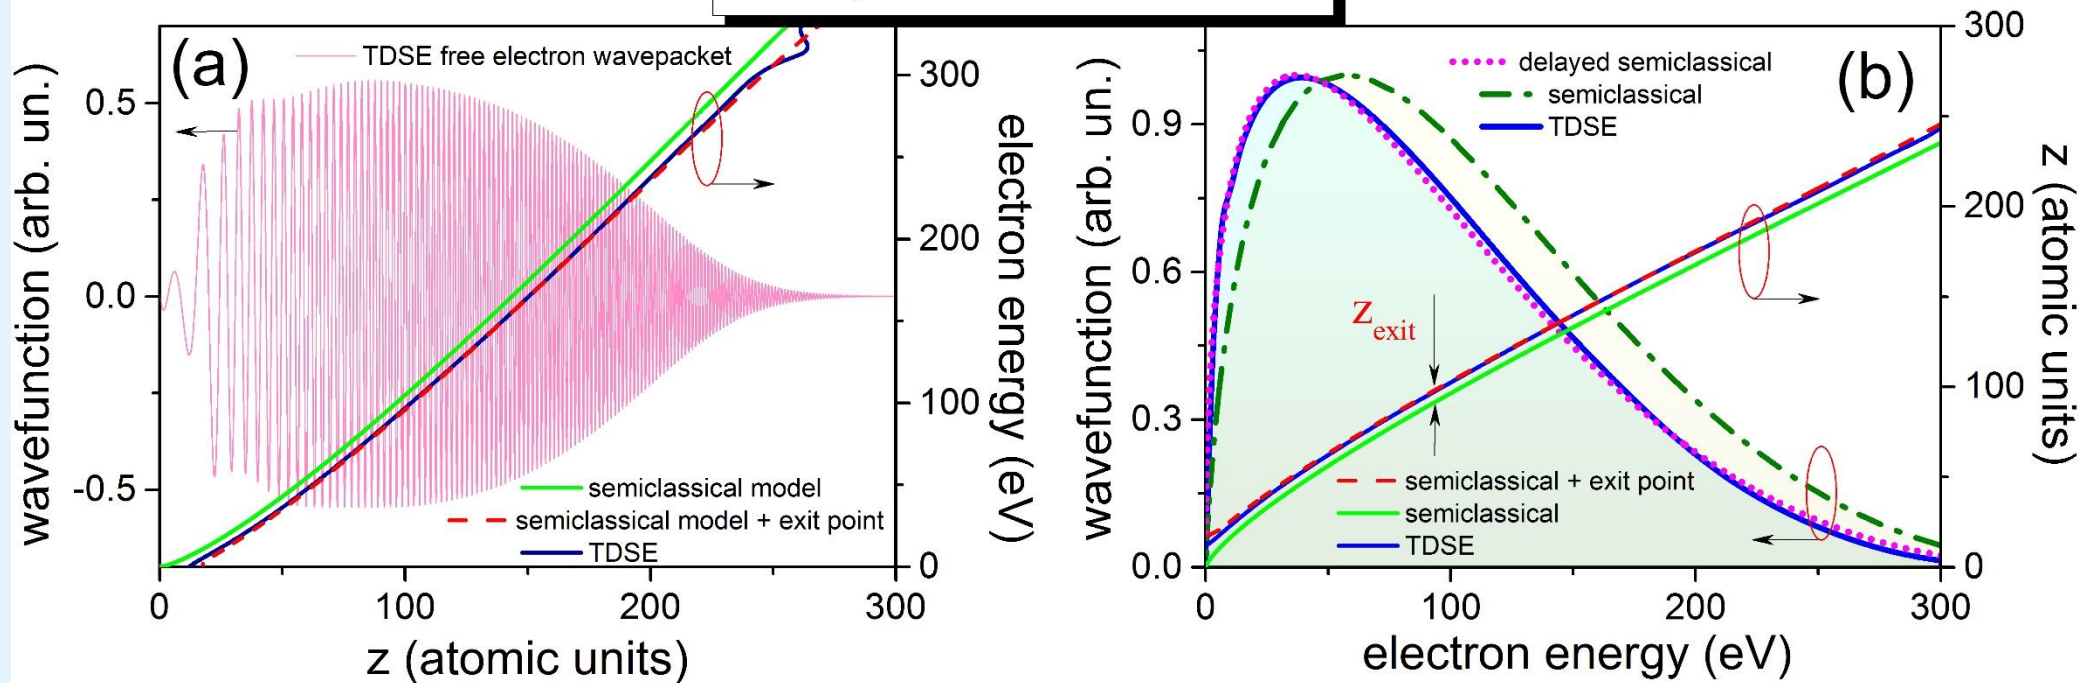 (a)
TDSE free electron wavepacket
wavefunction (arb. un.)
0.5
0.0
-0.5
300
200
100
0
electron energy (eV)
semiclassical model
semiclassical model + exit point
TDSE
0
100
200
300
z (atomic units)
(b)
delayed semiclassical
semiclassical
TDSE
wavefunction (arb. un.)
0.9
0.6
0.3
0.0
300
200
100
0
z (atomic units)
zexit
semiclassical + exit point
semiclassical
TDSE
0
100
200
300
electron energy (eV)